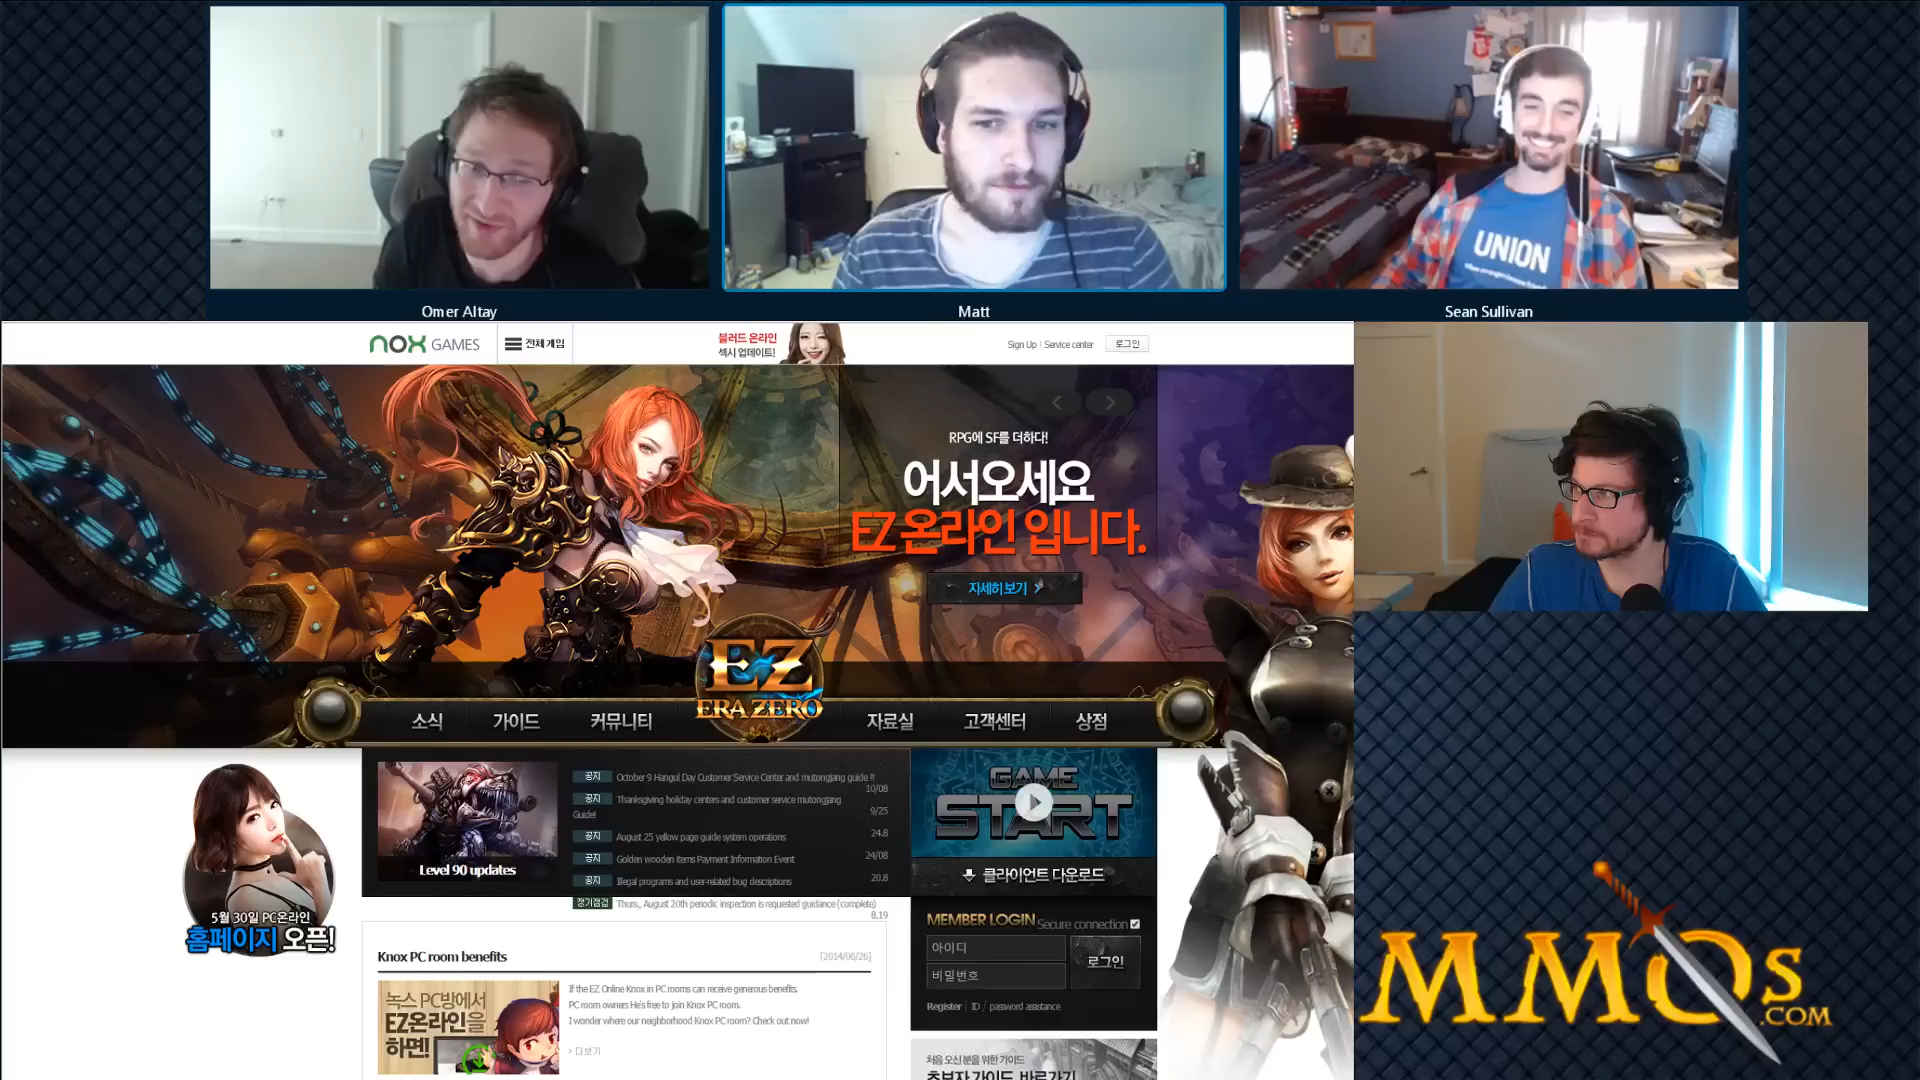 UNION
Omer Altay
Matt
Sean Sullivan
nox GAMES
전체 게임
블러드 온라인
섹시 업데이트!
Sign Up | Service center
로그인
RPG에 SF를 더하다!
어서오세요
EZ 온라인 입니다.
자세히 보기
EZ
ERA ZERO
소식
가이드
커뮤니티
자료실
고객센터
상점
Level 90 updates
공지 October 9 Hangul Day Customer Service Center and mutongjang guide !!
10/08
공지 Thanksgiving holiday centers and customer service mutongjang
Guide!
9/25
공지 August 25 yellow page guide system operations
24.8
공지 Golden wooden items Payment Information Event
24/08
공지 Illegal programs and user-related bug descriptions
20.8
정기점검 Thurs., August 20th periodic inspection is requested guidance (complete)
8.19
GAME
START
클라이언트 다운로드
MEMBER LOGIN Secure connection
아이디
비밀번호
로그인
Register | ID / password assistance
5월 30일 PC온라인
홈페이지 오픈!
Knox PC room benefits
[2014/06/26]
녹스 PC방에서
EZ온라인을
하면!
If the EZ Online Knox in PC rooms can receive generous benefits.
PC room owners He's free to join Knox PC room.
I wonder where our neighborhood Knox PC room? Check out now!
› 더보기
처음 오신 분을 위한 가이드
초보자 가이드 바로가기
MMOs
.COM